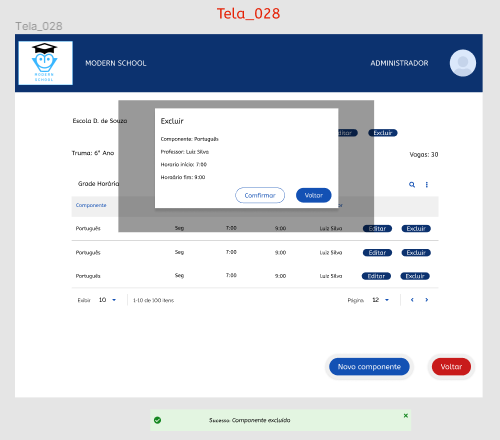 Tela_028
Tela_028
MODERN SCHOOL
MODERN SCHOOL
ADMINISTRADOR
Escola D. de Souza
Excluir
Componente: Português
Professor: Luiz Silva
Horario inicio: 7:00
Horoário fim: 9:00
Confirmar
Voltar
Editar
Excluir
Truma: 6º Ano
Vagas: 30
Grade Horária
Componente
Português Seg 7:00 9:00 Luiz Silva Editar Excluir
Português Seg 7:00 9:00 Luiz Silva Editar Excluir
Português Seg 7:00 9:00 Luiz Silva Editar Excluir
Exibir 10 1-10 de 100 itens Página 12
Novo componente
Voltar
Sucesso: Componente excluído